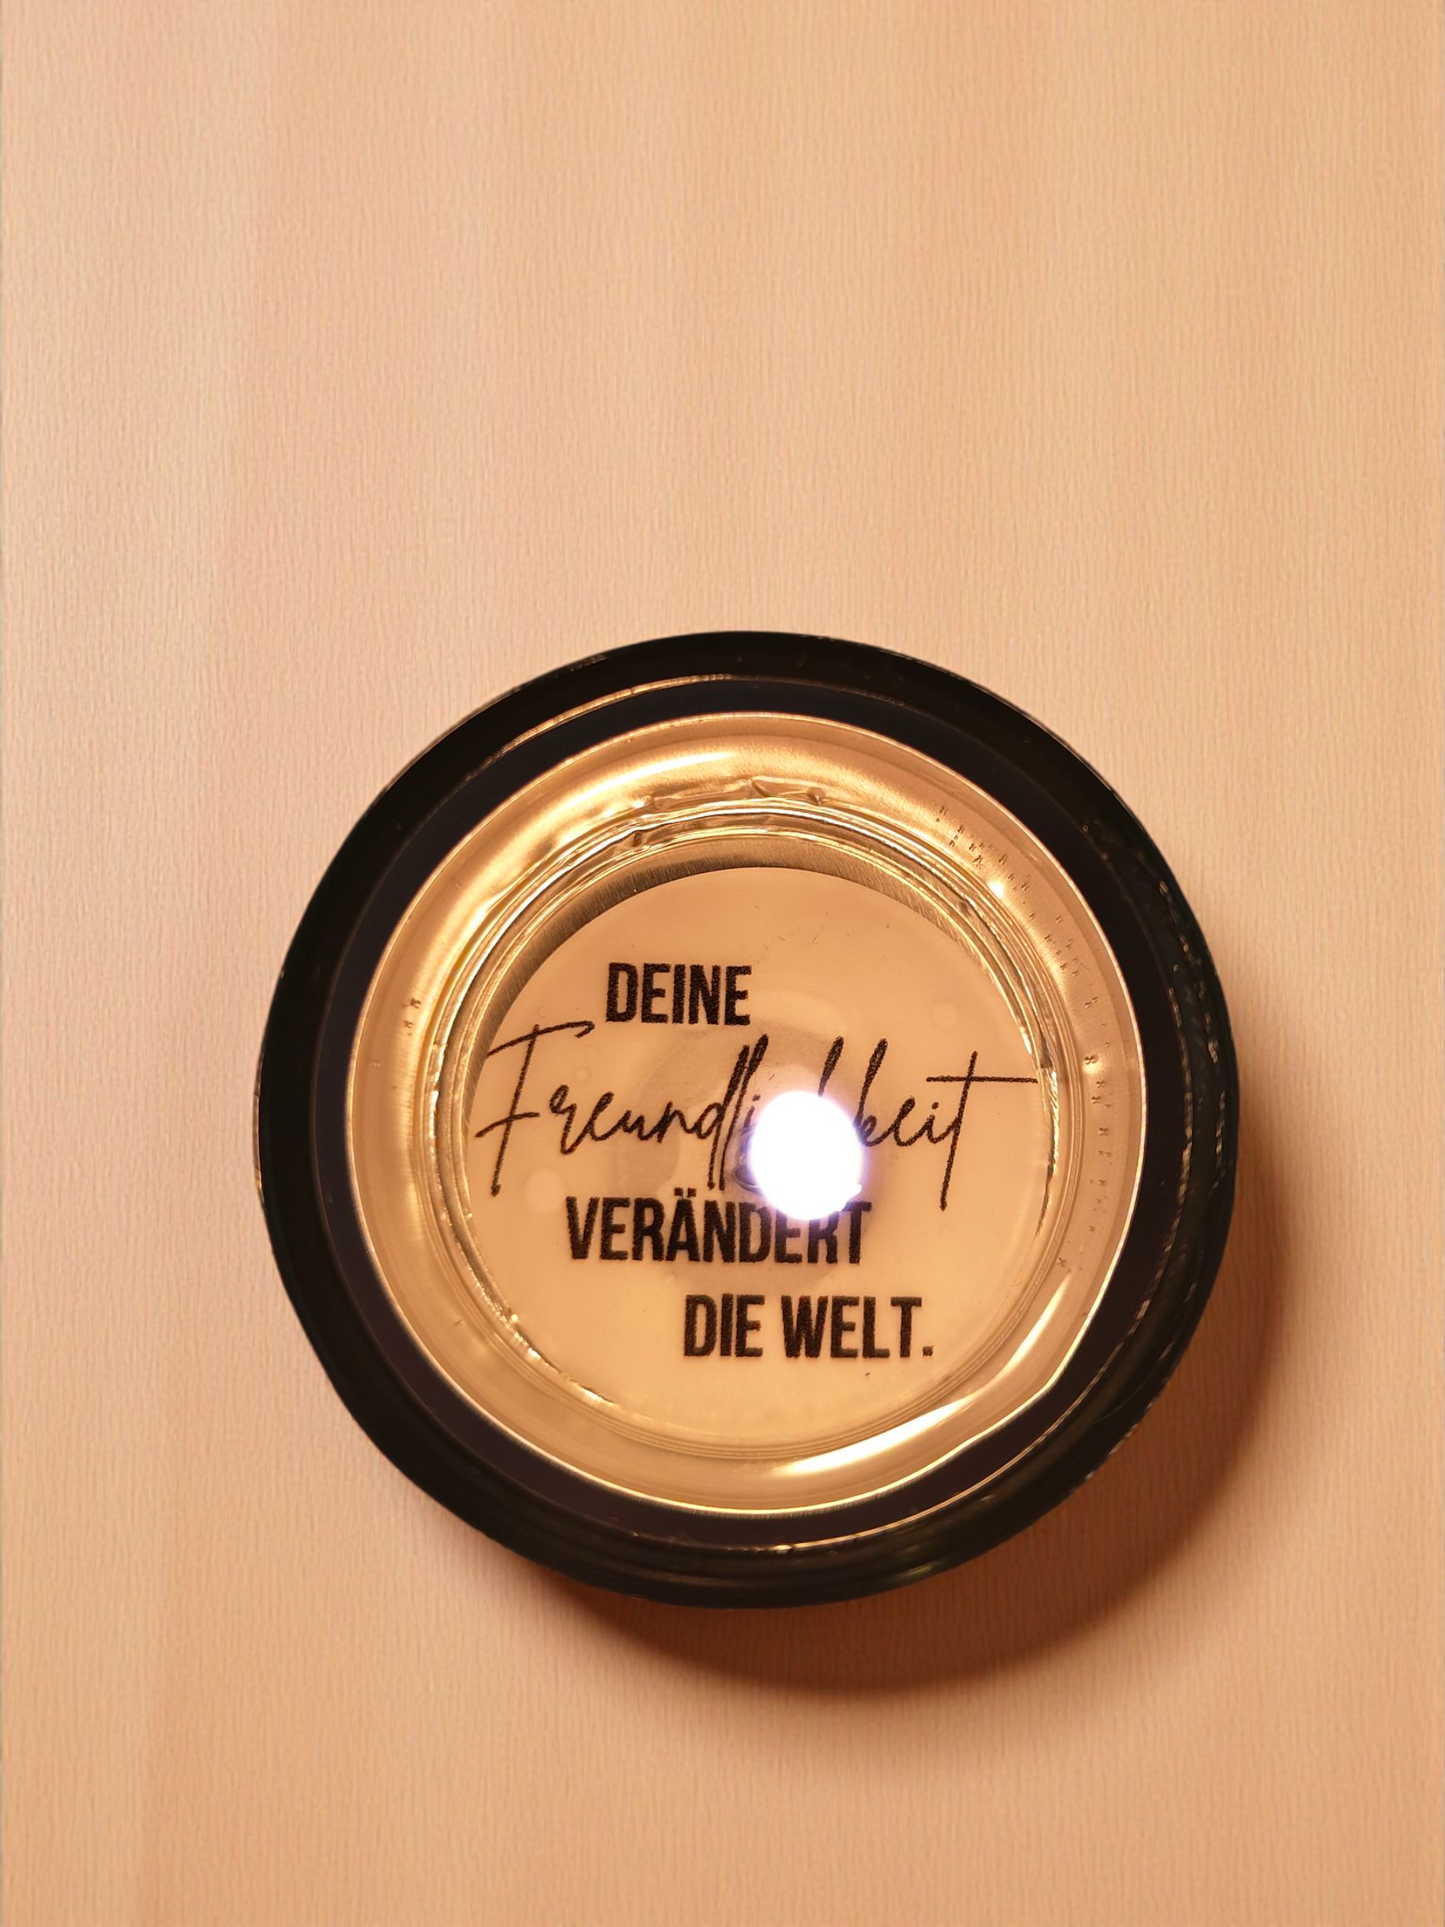 DEINE
Freundlichkeit
VERÄNDERT
DIE WELT.